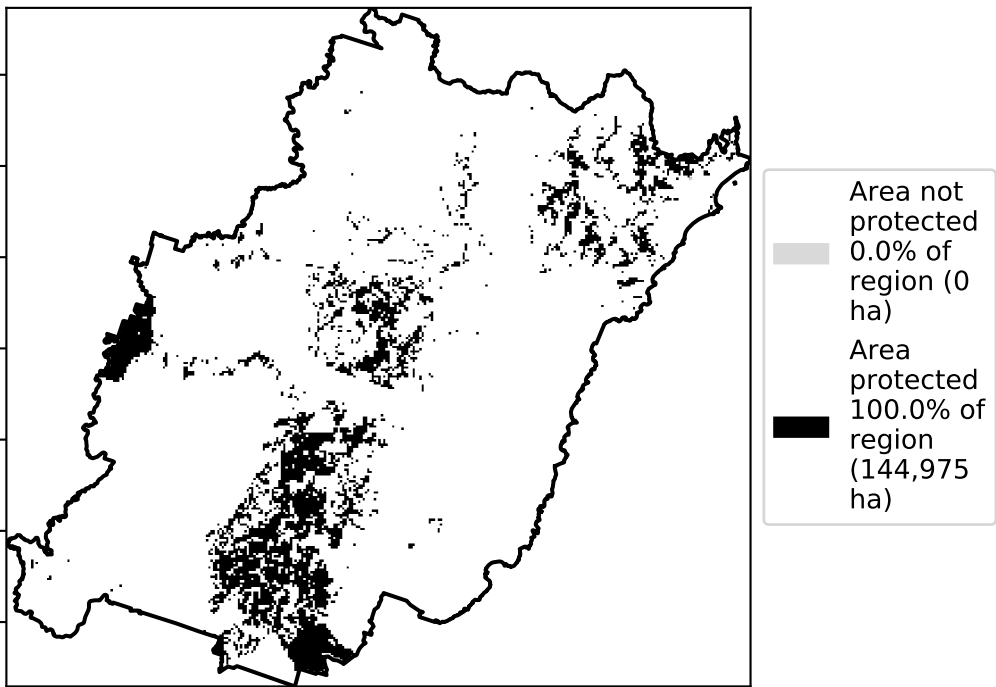 Area not
protected
0.0% of
region (0
ha)
Area
protected
100.0% of
region
(144,975
ha)